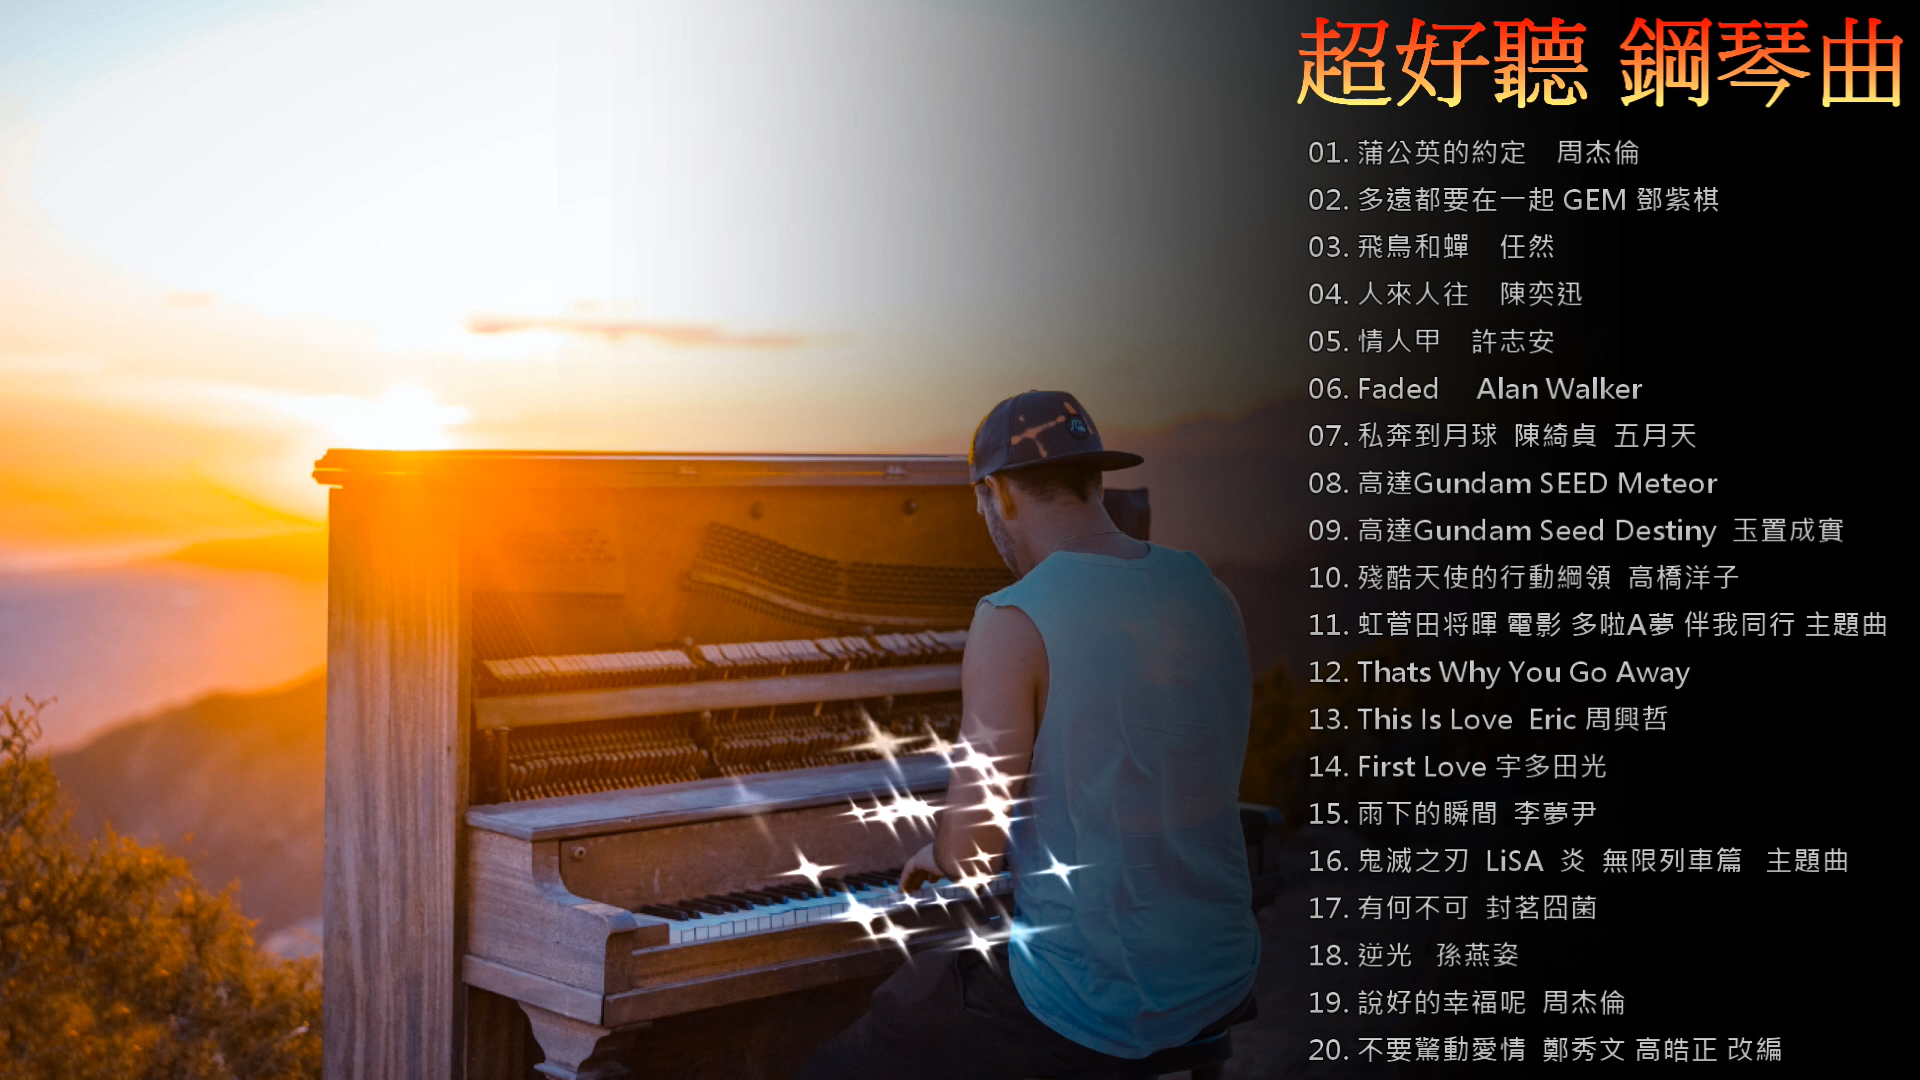 超好聽 鋼琴曲
01. 蒲公英的約定 周杰倫
02. 多遠都要在一起 GEM 鄧紫棋
03. 飛鳥和蟬 任然
04. 人來人往 陳奕迅
05. 情人甲 許志安
06. Faded Alan Walker
07. 私奔到月球 陳綺貞 五月天
08. 高達Gundam SEED Meteor
09. 高達Gundam Seed Destiny 玉置成實
10. 殘酷天使的行動綱領 高橋洋子
11. 虹菅田将暉 電影 多啦A夢 伴我同行 主題曲
12. Thats Why You Go Away
13. This Is Love Eric 周興哲
14. First Love 宇多田光
15. 雨下的瞬間 李夢尹
16. 鬼滅之刃 LiSA 炎 無限列車篇 主題曲
17. 有何不可 封茗囧菌
18. 逆光 孫燕姿
19. 說好的幸福呢 周杰倫
20. 不要驚動愛情 鄭秀文 高皓正 改編